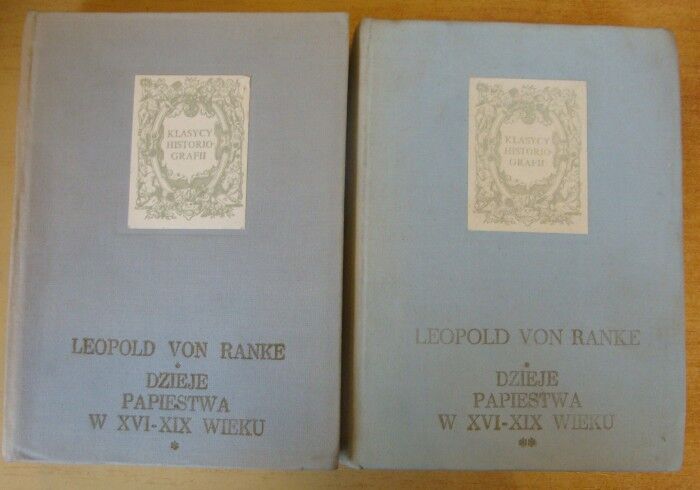 KLASYCY
HISTORIO-
GRAFII
LEOPOLD VON RANKE
*
DZIEJE
PAPIESTWA
W XVI-XIX WIEKU
*
KLASYCY
HISTORIO-
GRAFII
LEOPOLD VON RANKE
*
DZIEJE
PAPIESTWA
W XVI-XIX WIEKU
**